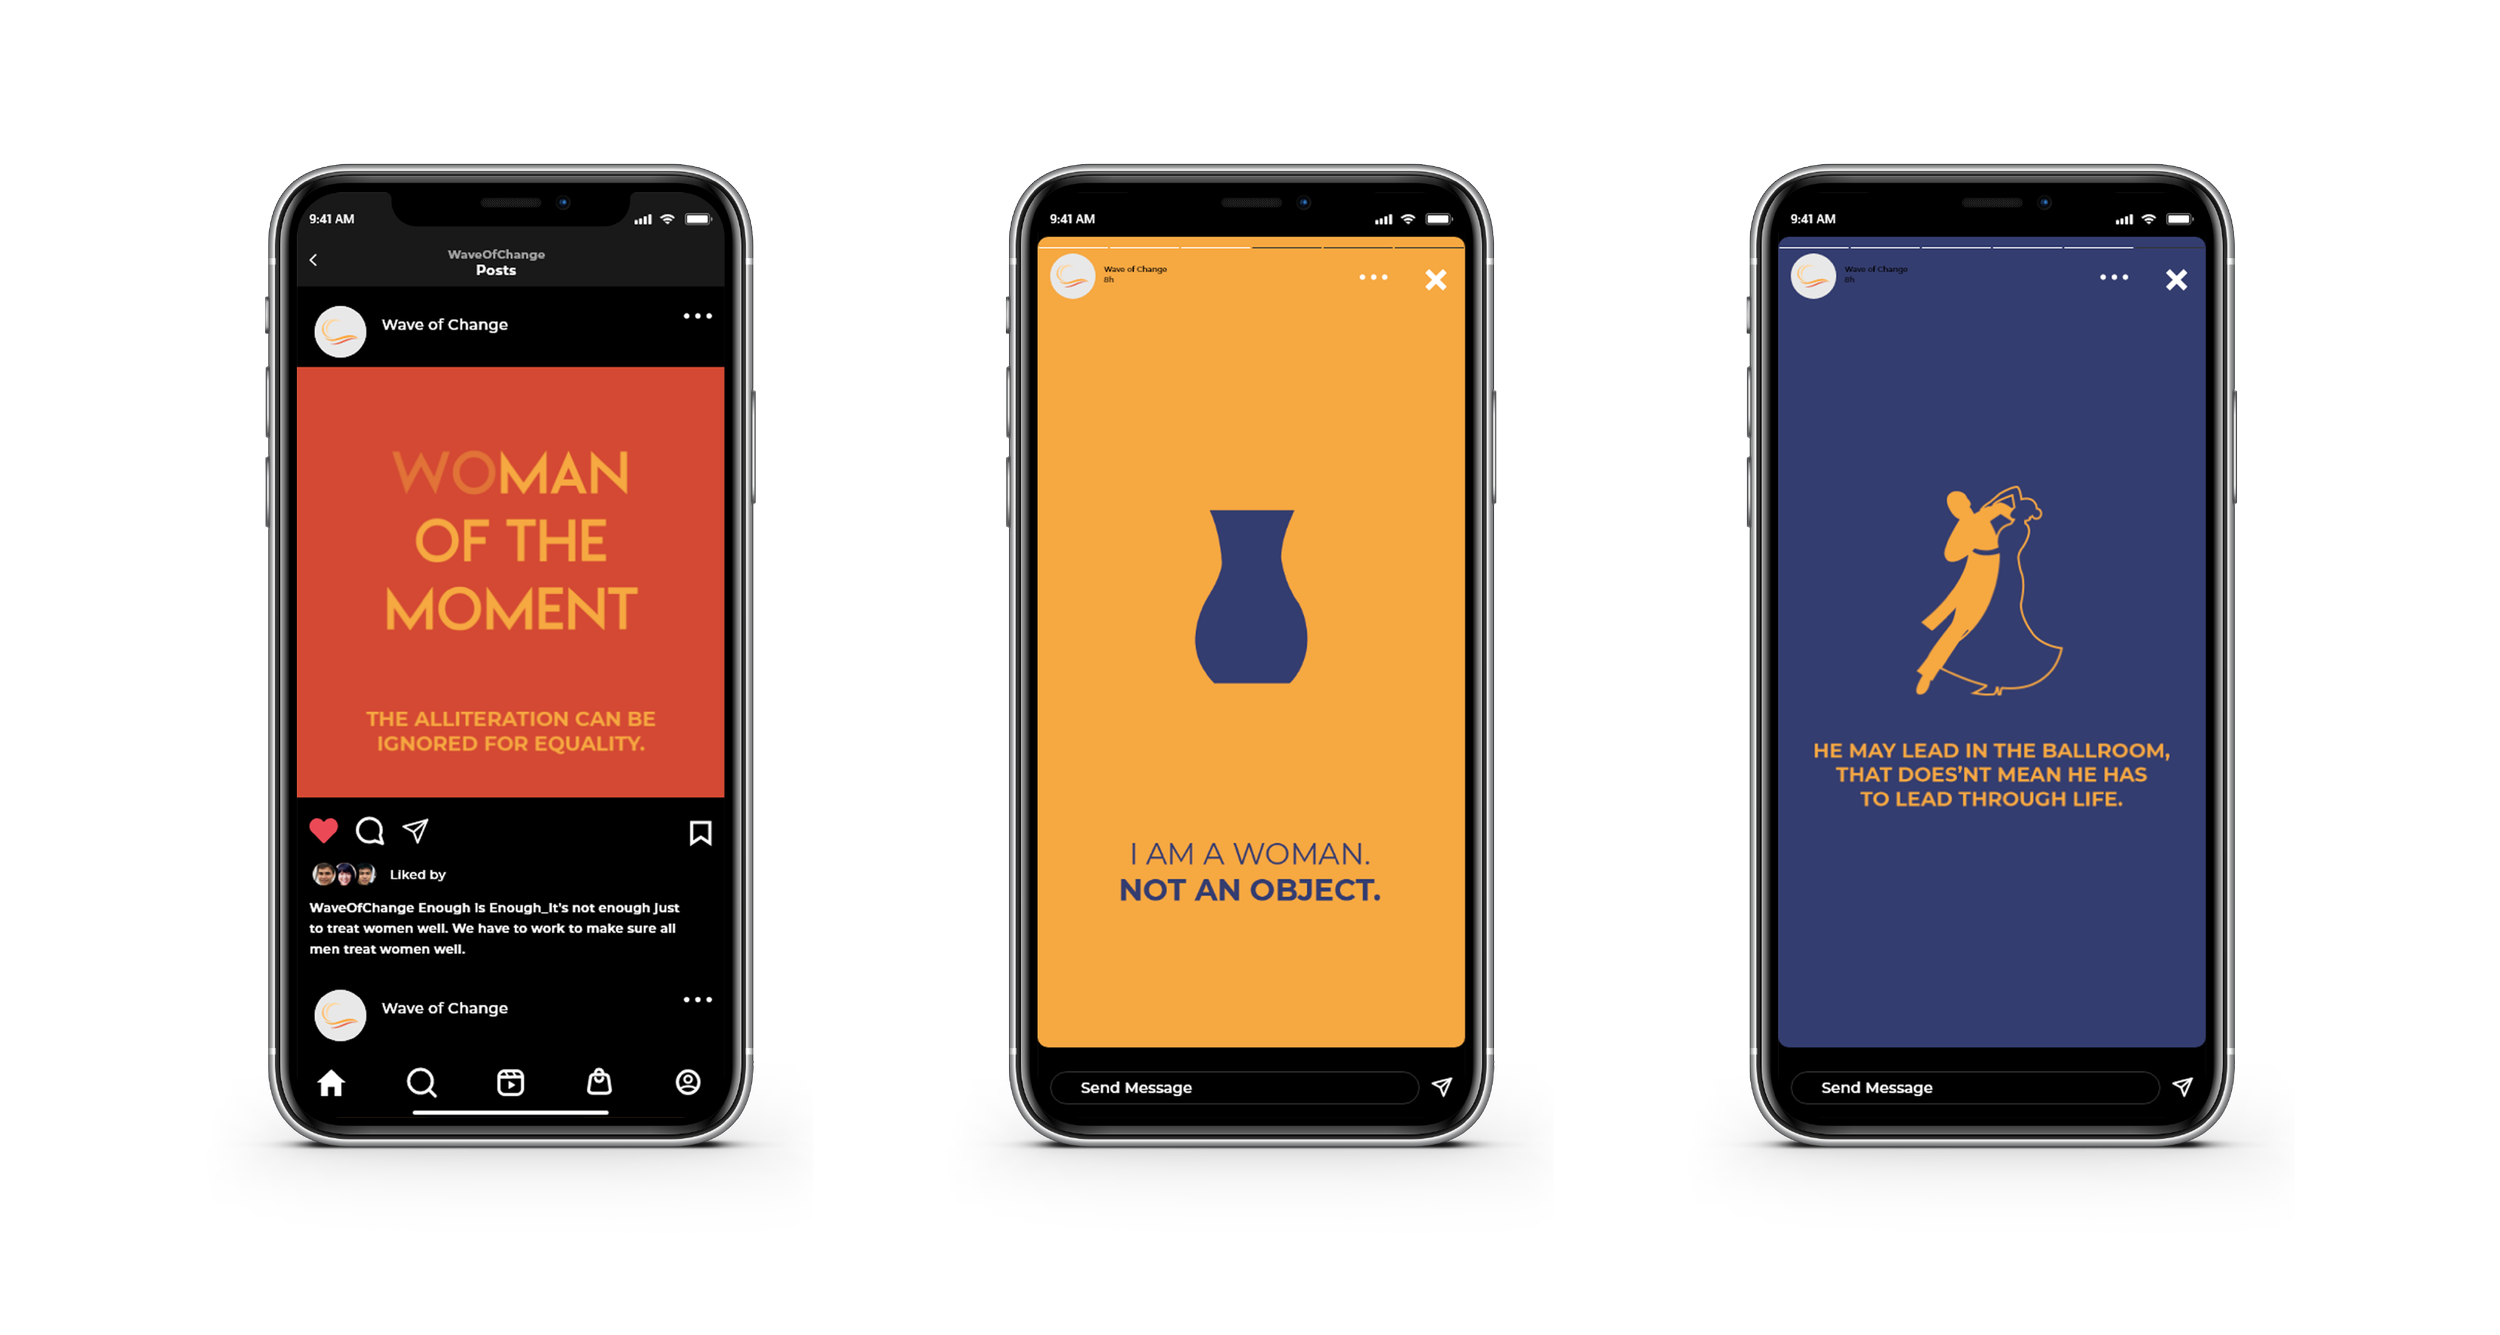 9:41 AM
WaveOfChange
Posts
Wave of Change
WOMAN
OF THE
MOMENT
THE ALLITERATION CAN BE
IGNORED FOR EQUALITY.
Liked by
WaveOfChange Enough Is Enough_It's not enough just
to treat women well. We have to work to make sure all
men treat women well.
Wave of Change
9:41 AM
Wave of Change
8h
I AM A WOMAN.
NOT AN OBJECT.
Send Message
9:41 AM
Wave of Change
8h
HE MAY LEAD IN THE BALLROOM,
THAT DOES'NT MEAN HE HAS
TO LEAD THROUGH LIFE.
Send Message